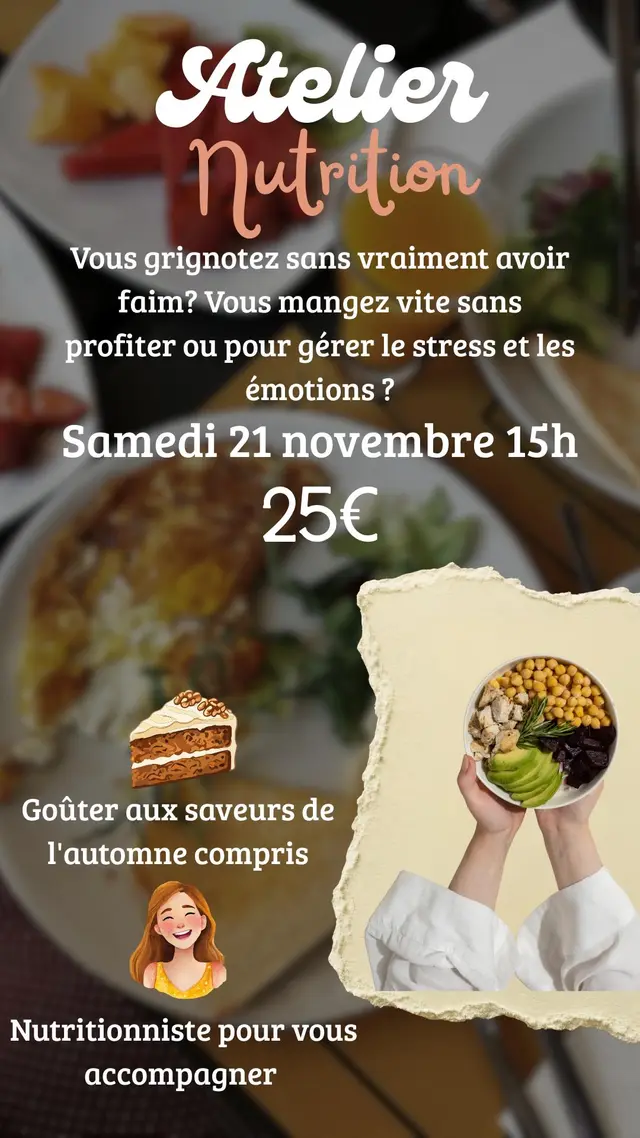 Atelier
Nutrition
Vous grignotez sans vraiment avoir
faim? Vous mangez vite sans
profiter ou pour gérer le stress et les
émotions ?
Samedi 21 novembre 15h
25€
Goûter aux saveurs de
l'automne compris
Nutritionniste pour vous
accompagner